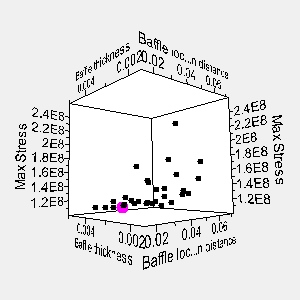 Baffle thickness
Baffle loc...n distance
0.004
0.002
0.02
0.04
0.06
2.4E8
2.2E8
2E8
1.8E8
1.6E8
1.4E8
1.2E8
Max Stress
2.4E8
2.2E8
2E8
1.8E8
1.6E8
1.4E8
1.2E8
Max Stress
0.004
0.002
0.02
0.04
0.06
Baffle thickness
Baffle loc...n distance